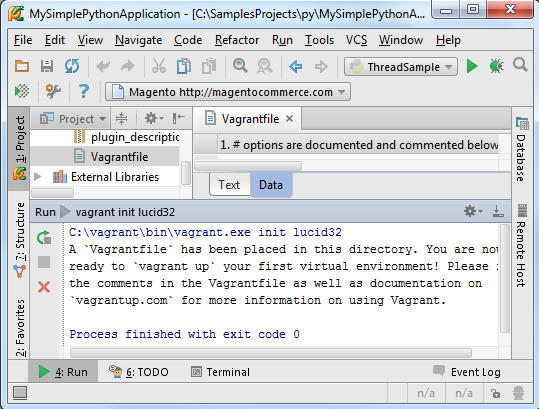 MySimplePythonApplication - [C:\SamplesProjects\py\MySimplePythonA...
File Edit View Navigate Code Refactor Run Tools VCS Window Help
ThreadSample
Magento http://magentocommerce.com
1: Project
7: Structure
2: Favorites
Project
plugin_descriptio
Vagrantfile
External Libraries
Vagrantfile
1. # options are documented and commented below
Text Data
Database
Remote Host
Run vagrant init lucid32
C:\vagrant\bin\vagrant.exe init lucid32
A `Vagrantfile` has been placed in this directory. You are now
ready to `vagrant up` your first virtual environment! Please
the comments in the Vagrantfile as well as documentation on
`vagrantup.com` for more information on using Vagrant.
Process finished with exit code 0
4: Run 6: TODO Terminal Event Log
n/a n/a